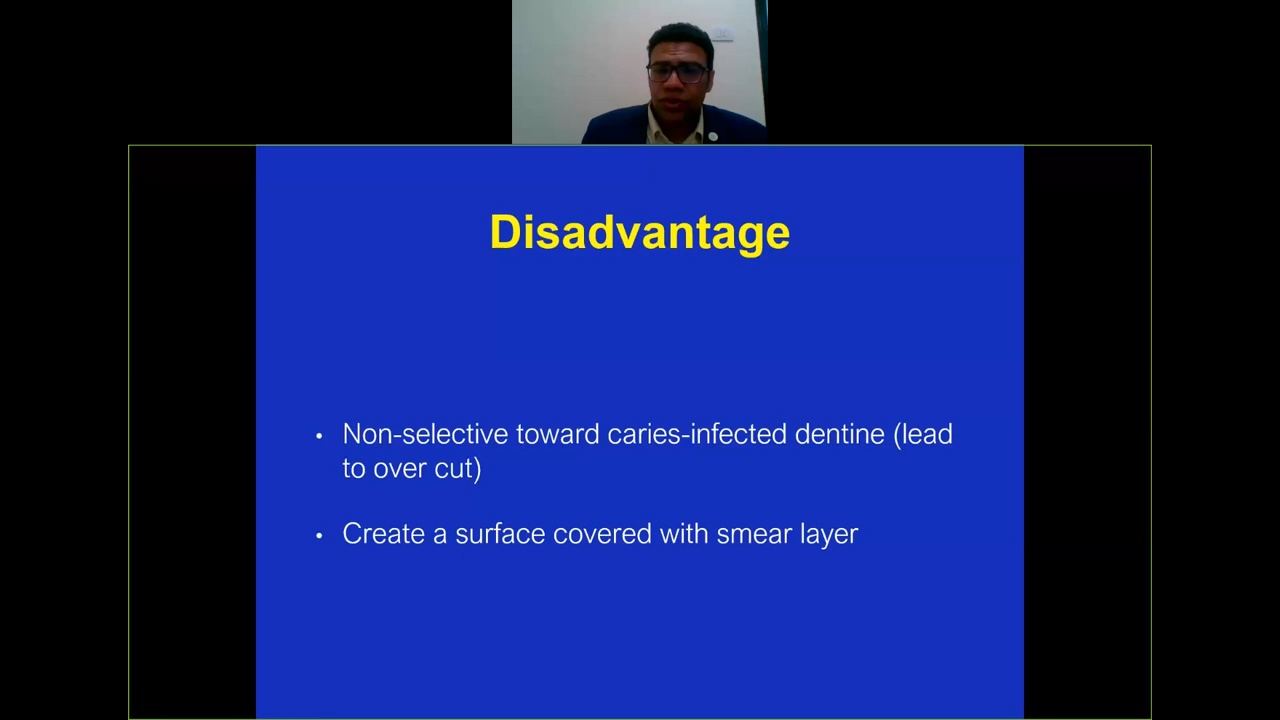 Disadvantage
• Non-selective toward caries-infected dentine (lead
to over cut)
• Create a surface covered with smear layer